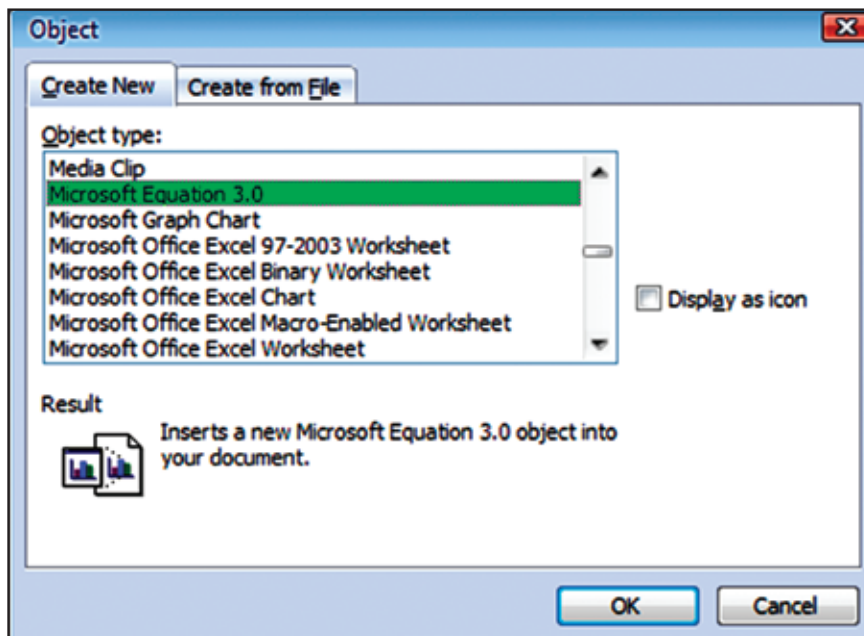 Object
Create New
Create from File
Object type:
Media Clip
Microsoft Equation 3.0
Microsoft Graph Chart
Microsoft Office Excel 97-2003 Worksheet
Microsoft Office Excel Binary Worksheet
Microsoft Office Excel Chart
Microsoft Office Excel Macro-Enabled Worksheet
Microsoft Office Excel Worksheet
Display as icon
Result
Inserts a new Microsoft Equation 3.0 object into
your document.
OK
Cancel